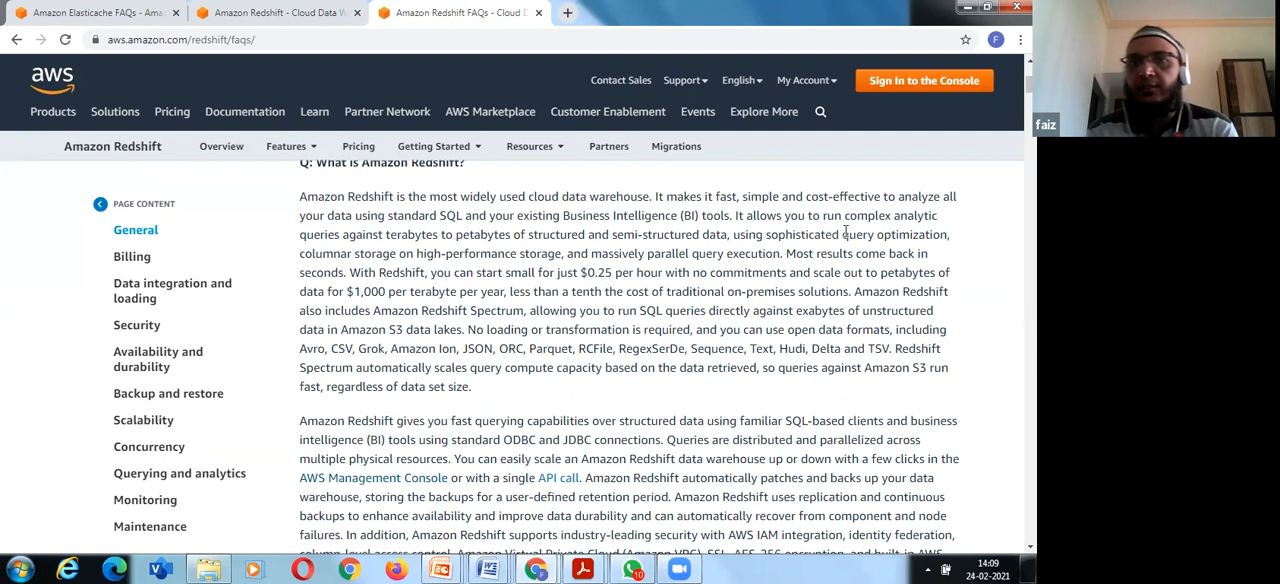 Amazon Elasticache FAQs - Ama
Amazon Redshift - Cloud Data W
Amazon Redshift FAQs - Cloud D
aws.amazon.com/redshift/faqs/
F
aws
Contact Sales Support English My Account Sign In to the Console
Products Solutions Pricing Documentation Learn Partner Network AWS Marketplace Customer Enablement Events Explore More
Amazon Redshift Overview Features Pricing Getting Started Resources Partners Migrations
PAGE CONTENT
General
Billing
Data integration and
loading
Security
Availability and
durability
Backup and restore
Scalability
Concurrency
Querying and analytics
Monitoring
Maintenance
Q: What is Amazon Redshift?
Amazon Redshift is the most widely used cloud data warehouse. It makes it fast, simple and cost-effective to analyze all
your data using standard SQL and your existing Business Intelligence (BI) tools. It allows you to run complex analytic
queries against terabytes to petabytes of structured and semi-structured data, using sophisticated query optimization,
columnar storage on high-performance storage, and massively parallel query execution. Most results come back in
seconds. With Redshift, you can start small for just $0.25 per hour with no commitments and scale out to petabytes of
data for $1,000 per terabyte per year, less than a tenth the cost of traditional on-premises solutions. Amazon Redshift
also includes Amazon Redshift Spectrum, allowing you to run SQL queries directly against exabytes of unstructured
data in Amazon S3 data lakes. No loading or transformation is required, and you can use open data formats, including
Avro, CSV, Grok, Amazon Ion, JSON, ORC, Parquet, RCFile, RegexSerDe, Sequence, Text, Hudi, Delta and TSV. Redshift
Spectrum automatically scales query compute capacity based on the data retrieved, so queries against Amazon S3 run
fast, regardless of data set size.
Amazon Redshift gives you fast querying capabilities over structured data using familiar SQL-based clients and business
intelligence (BI) tools using standard ODBC and JDBC connections. Queries are distributed and parallelized across
multiple physical resources. You can easily scale an Amazon Redshift data warehouse up or down with a few clicks in the
AWS Management Console or with a single API call. Amazon Redshift automatically patches and backs up your data
warehouse, storing the backups for a user-defined retention period. Amazon Redshift uses replication and continuous
backups to enhance availability and improve data durability and can automatically recover from component and node
failures. In addition, Amazon Redshift supports industry-leading security with AWS IAM integration, identity federation,
column-level access control, Amazon Virtual Private Cloud (Amazon VPC), SSL, AES-256 encryption, and built-in AWS
faiz
10
14:09
24-02-2021